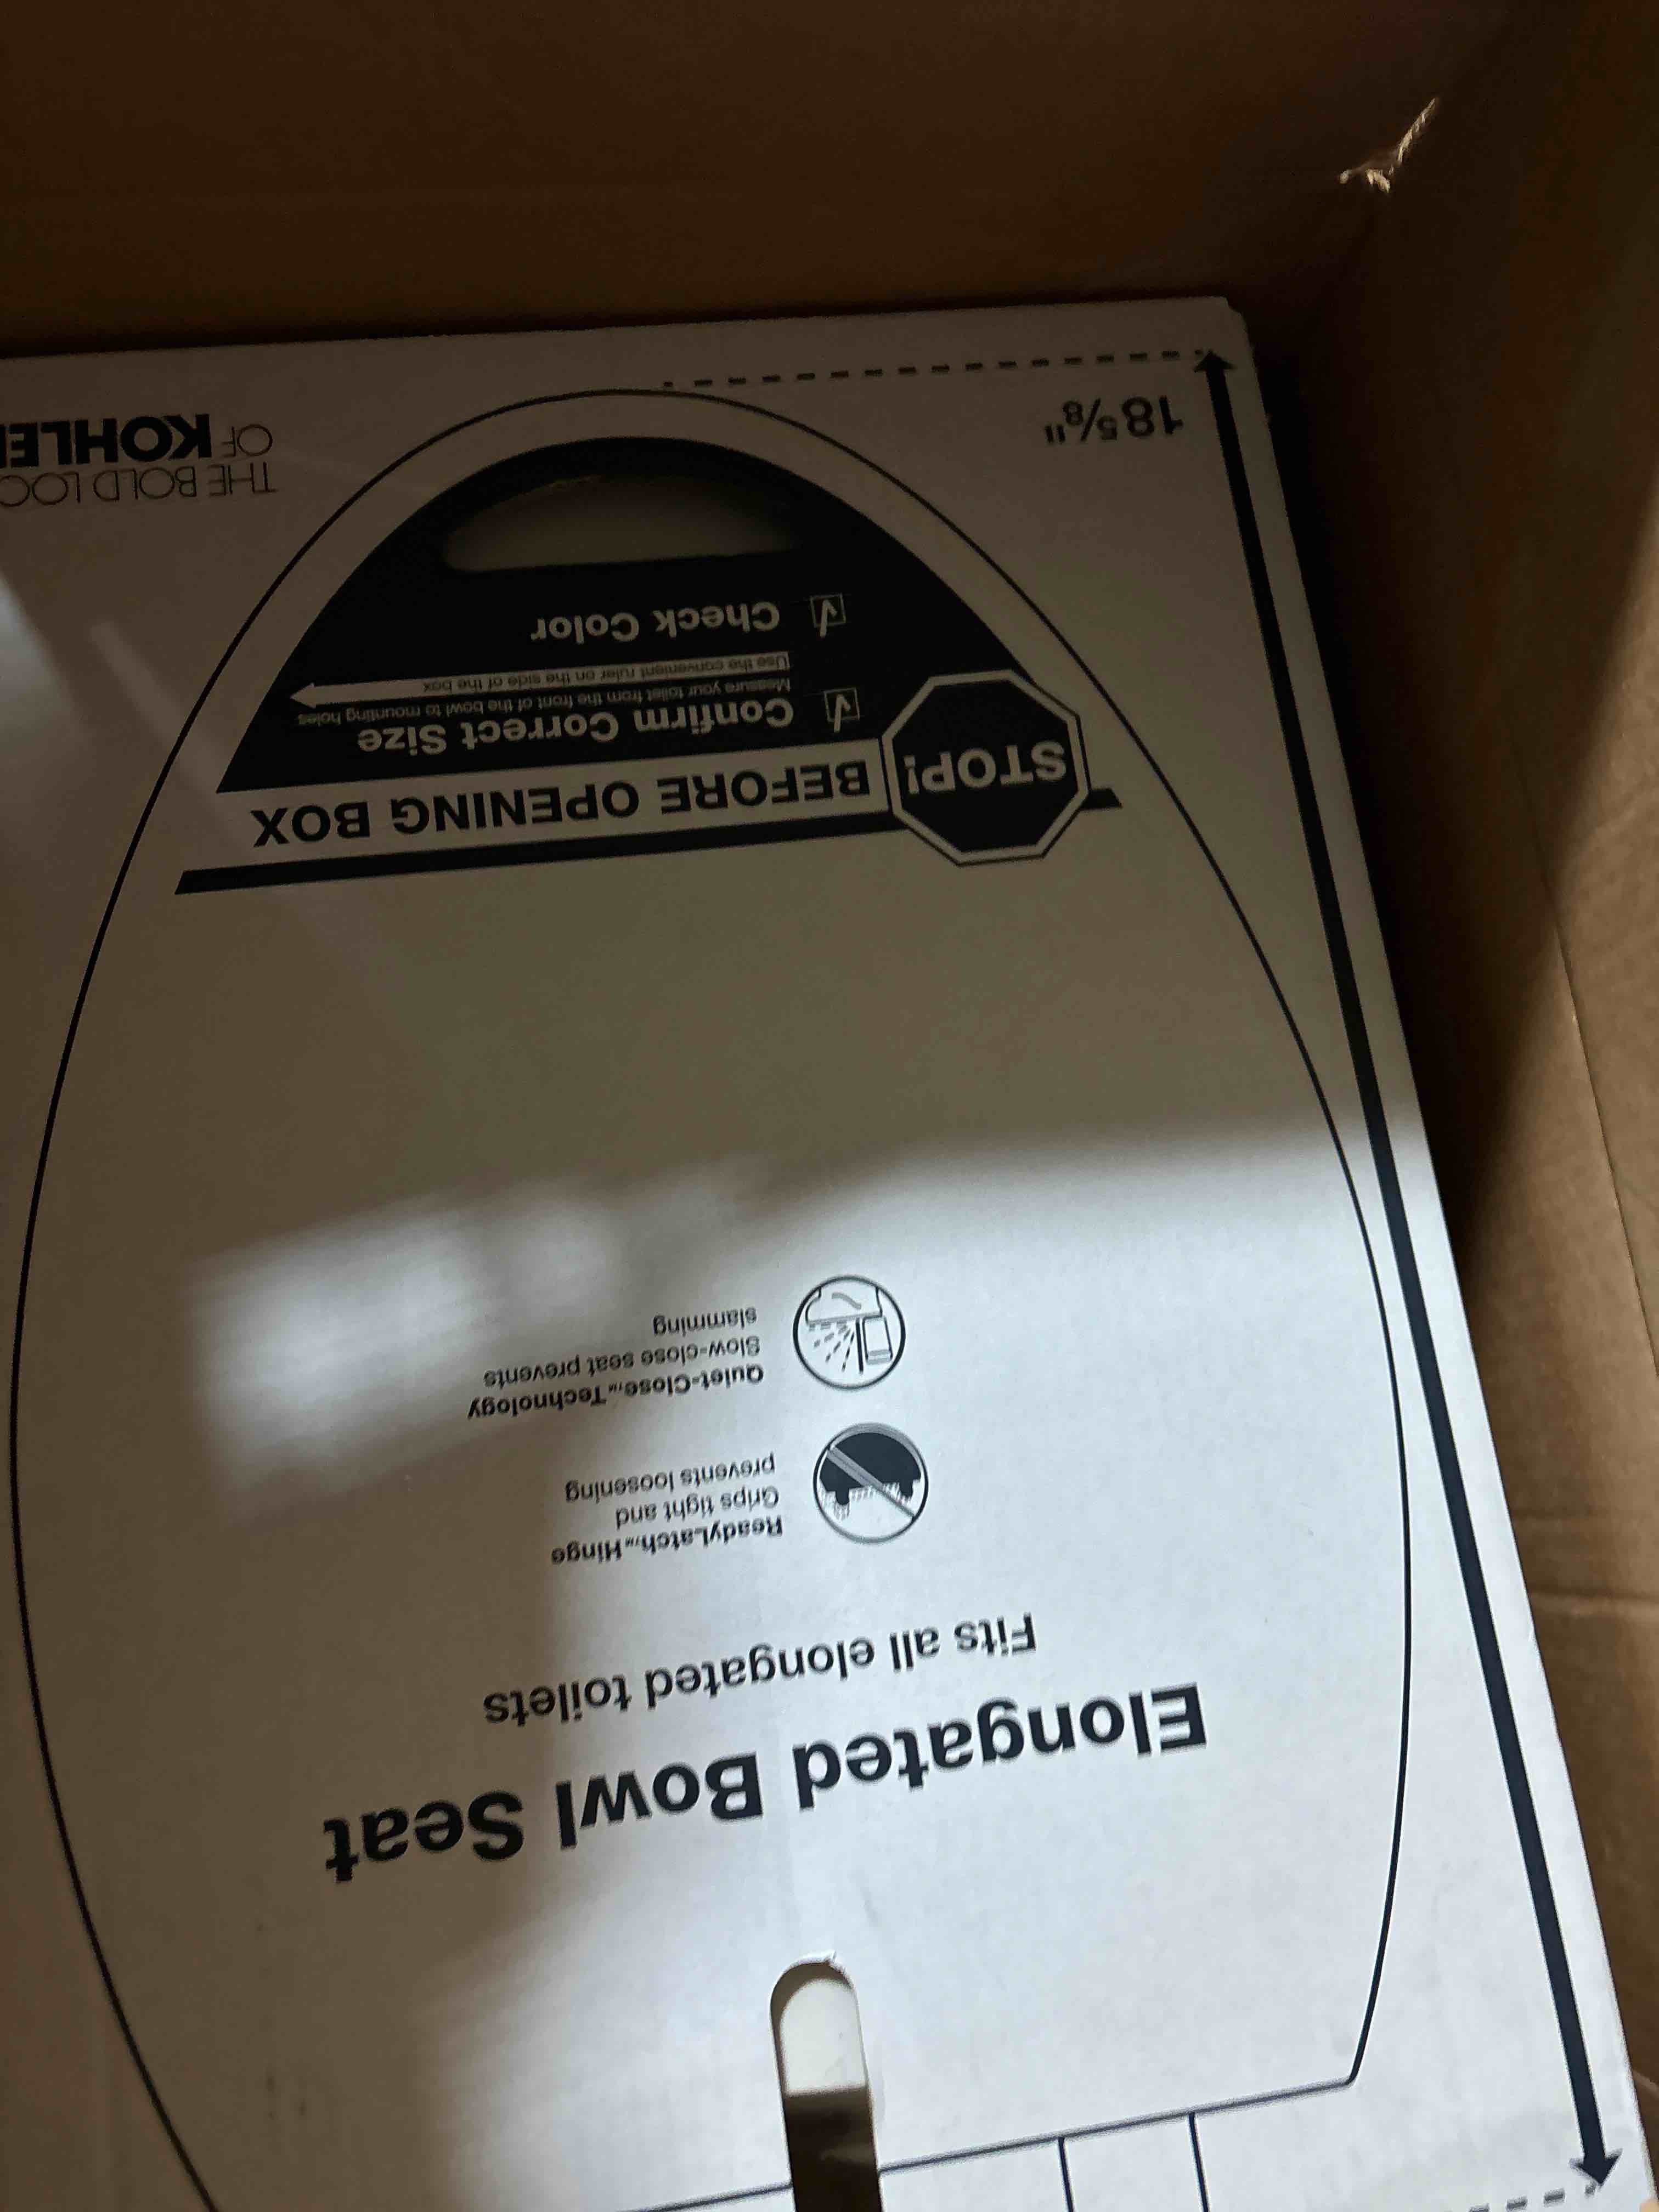 Elongated Bowl Seat
Fits all elongated toilets
ReadyLatch™ Hinge
Grips tight and
prevents loosening
Quiet-Close™ Technology
Slow-close seat prevents
slamming
STOP! BEFORE OPENING BOX
Confirm Correct Size
Measure your toilet from the front of the bowl to mounting holes
Use the convenient ruler on the side of the box
Check Color
18 5/8"
THE BOLD LOO
OF KOHLE